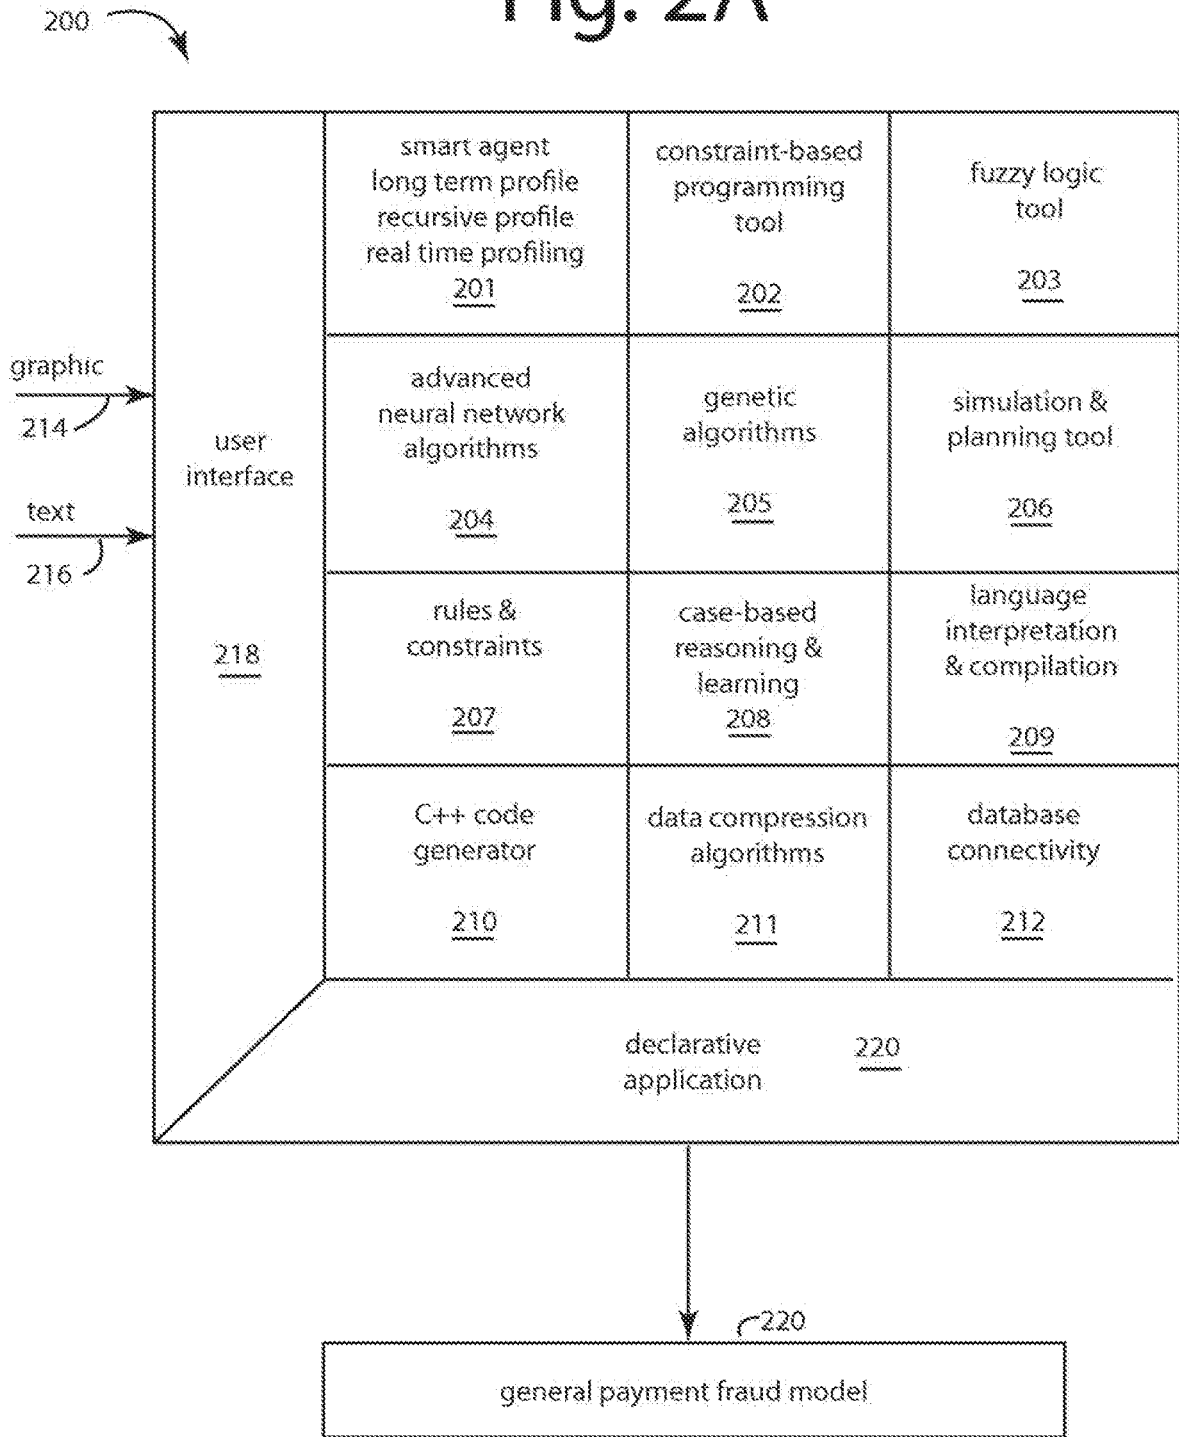 Fig. 2A
200
smart agent
long term profile
recursive profile
real time profiling
201
constraint-based
programming
tool
202
fuzzy logic
tool
203
graphic
214
text
216
user
interface
218
advanced
neural network
algorithms
204
genetic
algorithms
205
simulation &
planning tool
206
rules &
constraints
207
case-based
reasoning &
learning
208
language
interpretation
& compilation
209
C++ code
generator
210
data compression
algorithms
211
database
connectivity
212
declarative
application
220
220
general payment fraud model